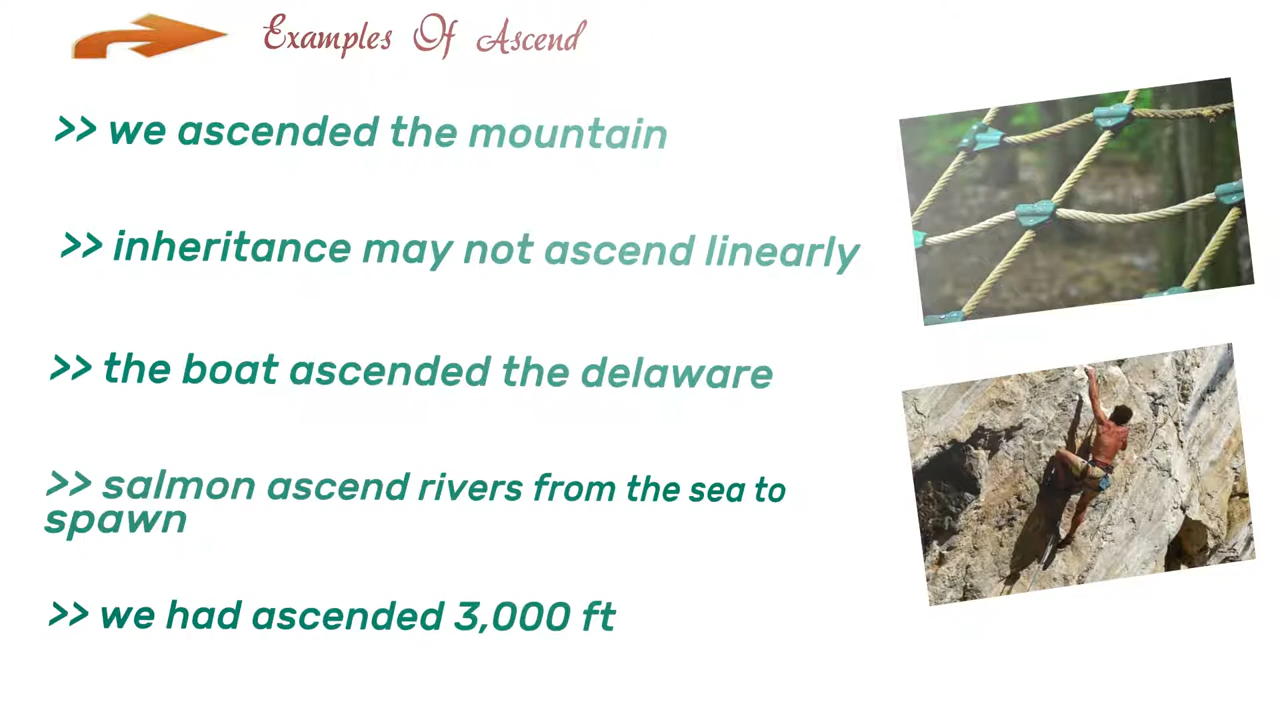 Examples Of Ascend
>> we ascended the mountain
>> inheritance may not ascend linearly
>> the boat ascended the delaware
>> salmon ascend rivers from the sea to
spawn
>> we had ascended 3,000 ft